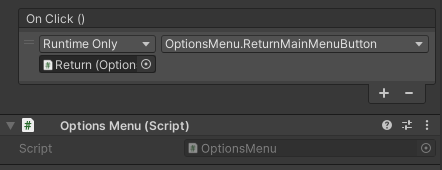 On Click ()
Runtime Only OptionsMenu.ReturnMainMenuButton
Return (Option
Options Menu (Script)
Script OptionsMenu